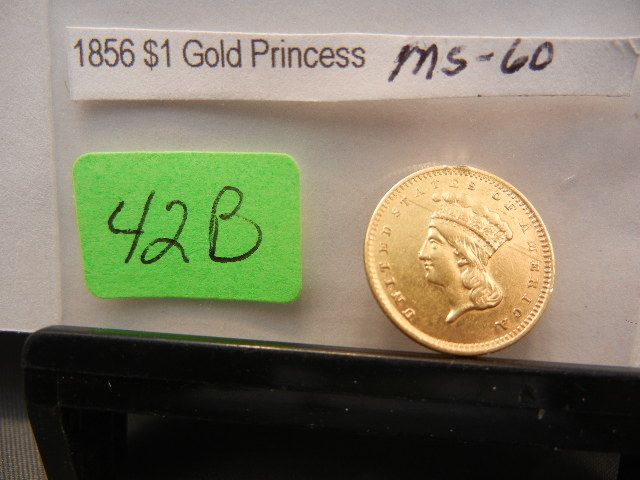 1856 $1 Gold Princess MS-60
42B
UNITED STATES OF AMERICA